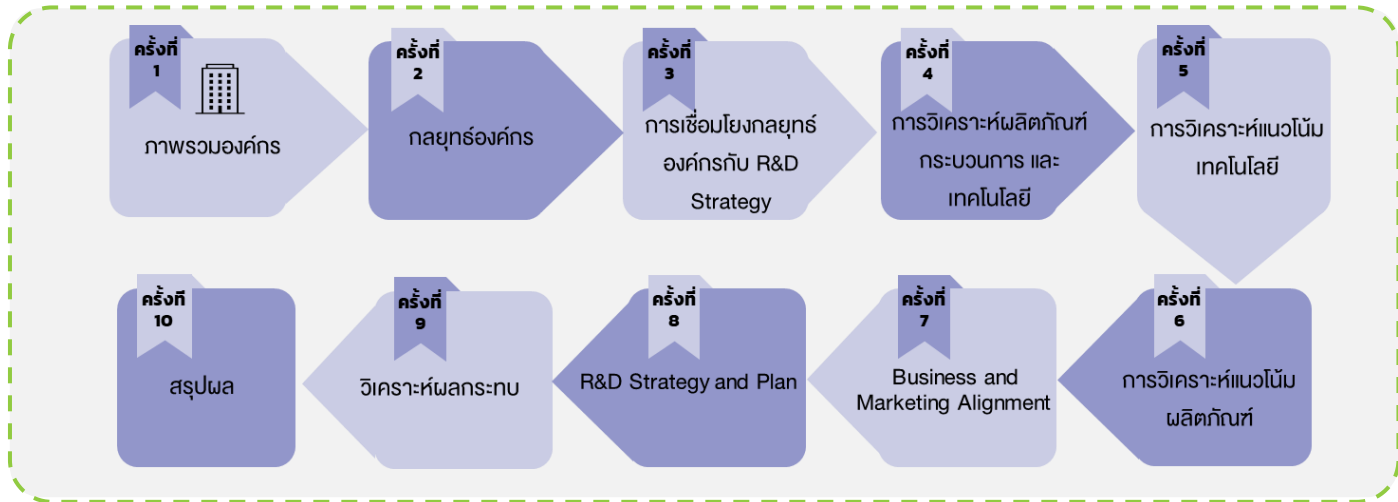 ครั้งที่
1
ภาพรวมองค์กร
ครั้งที่
2
กลยุทธ์องค์กร
ครั้งที่
3
การเชื่อมโยงกลยุทธ์
องค์กรกับ R&D
Strategy
ครั้งที่
4
การวิเคราะห์ผลิตภัณฑ์
กระบวนการ และ
เทคโนโลยี
ครั้งที่
5
การวิเคราะห์แนวโน้ม
เทคโนโลยี
ครั้งที่
6
การวิเคราะห์แนวโน้ม
ผลิตภัณฑ์
ครั้งที่
7
Business and
Marketing Alignment
ครั้งที่
8
R&D Strategy and Plan
ครั้งที่
9
วิเคราะห์ผลกระทบ
ครั้งที
10
สรุปผล